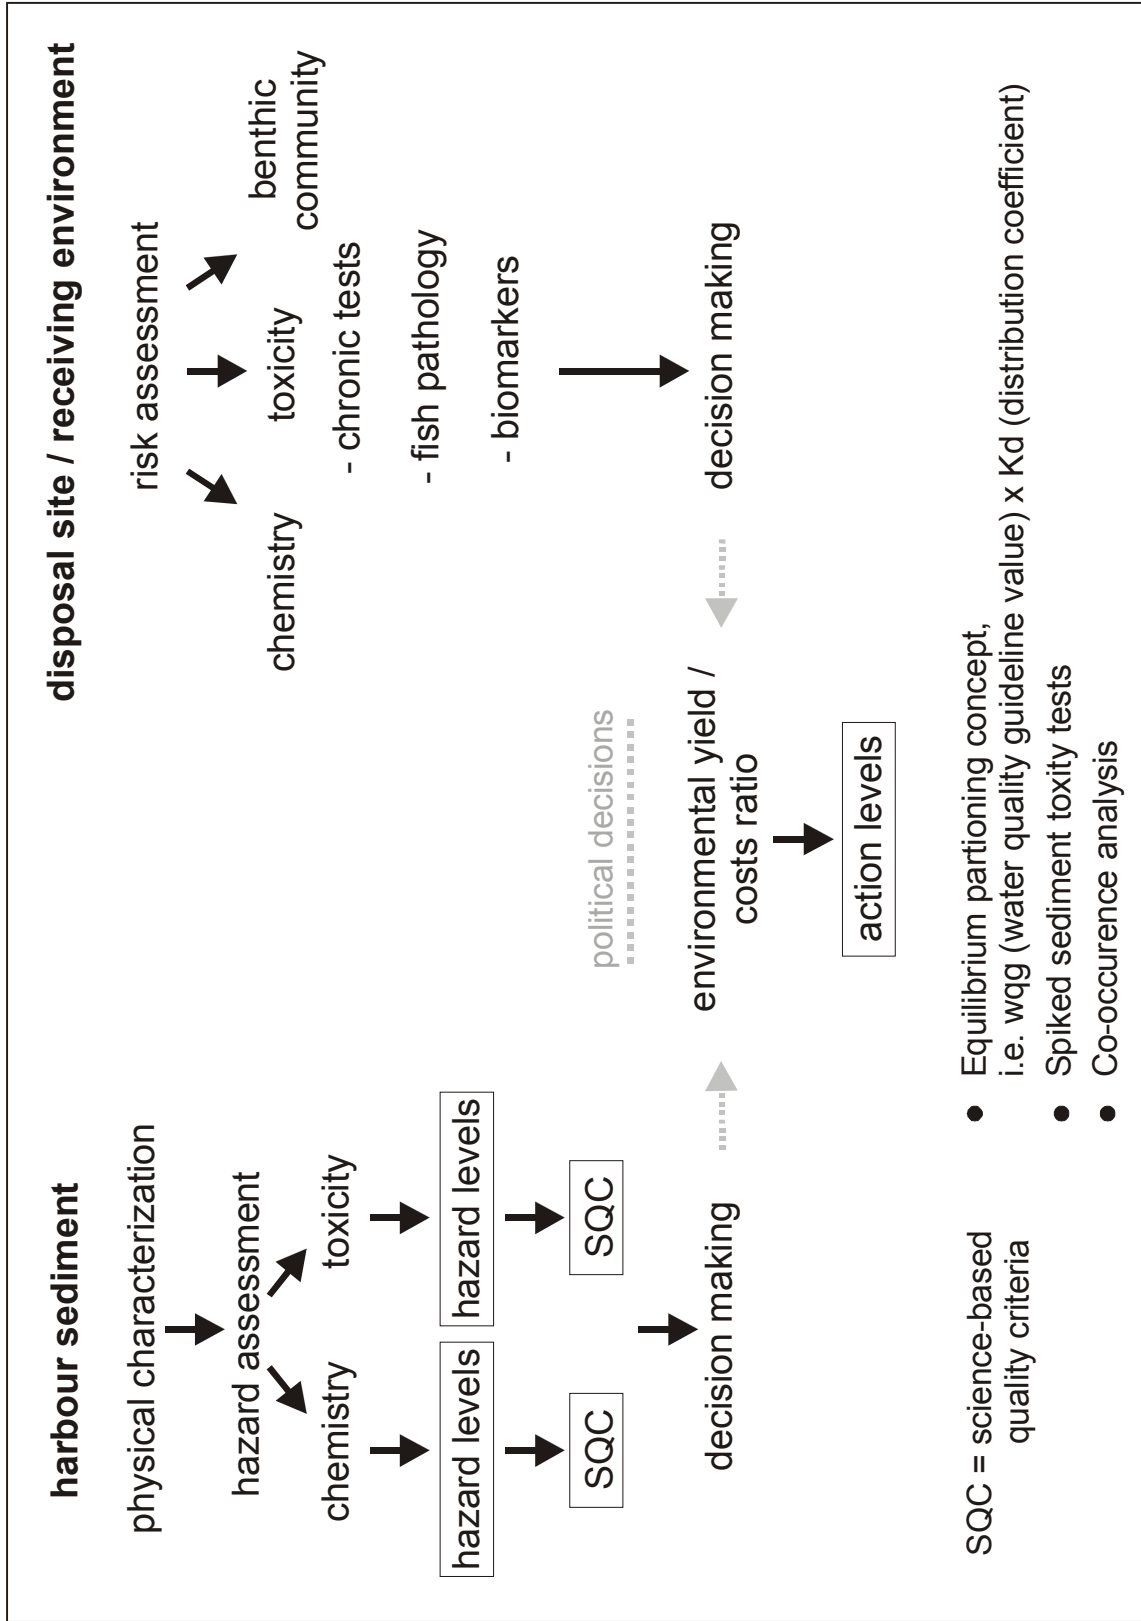 harbour sediment
physical characterization
hazard assessment
chemistry
toxicity
hazard levels
hazard levels
SQC
SQC
decision making
disposal site / receiving environment
risk assessment
chemistry
toxicity
benthic
community
- chronic tests
- fish pathology
- biomarkers
decision making
political decisions
environmental yield /
costs ratio
action levels
SQC = science-based
quality criteria
● Equilibrium partioning concept,
i.e. wqg (water quality guideline value) x Kd (distribution coefficient)
● Spiked sediment toxity tests
● Co-occurence analysis